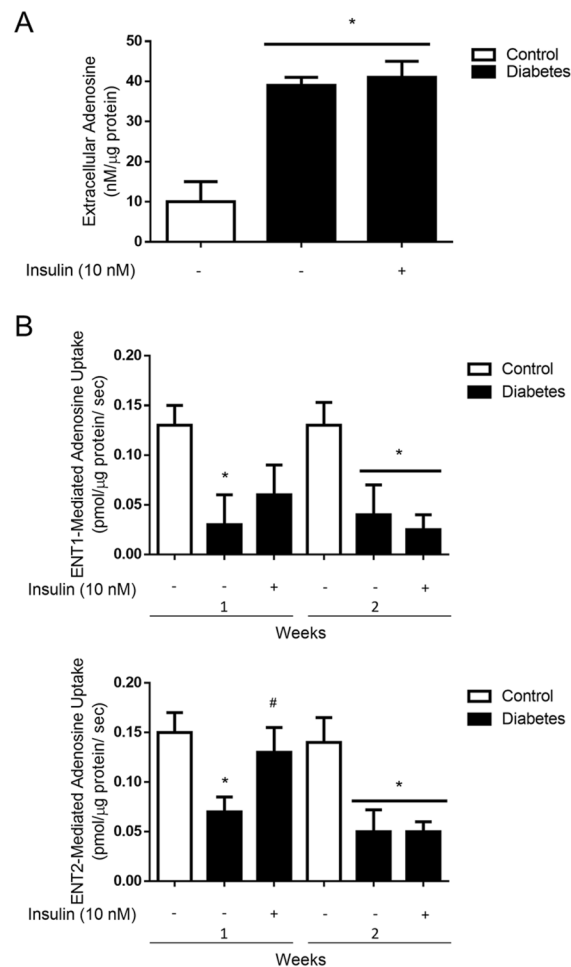 A
*
Control
Diabetes
Extracellular Adenosine
(nM/µg protein)
50
40
30
20
10
0
Insulin (10 nM) - - +
B
ENT1-Mediated Adenosine Uptake
(pmol/µg protein/ sec)
0.20
0.15
0.10
0.05
0.00
Control
Diabetes
* *
Insulin (10 nM) - - + - - +
1 2
Weeks
ENT2-Mediated Adenosine Uptake
(pmol/µg protein/ sec)
0.20
0.15
0.10
0.05
0.00
Control
Diabetes
* # *
Insulin (10 nM) - - + - - +
1 2
Weeks